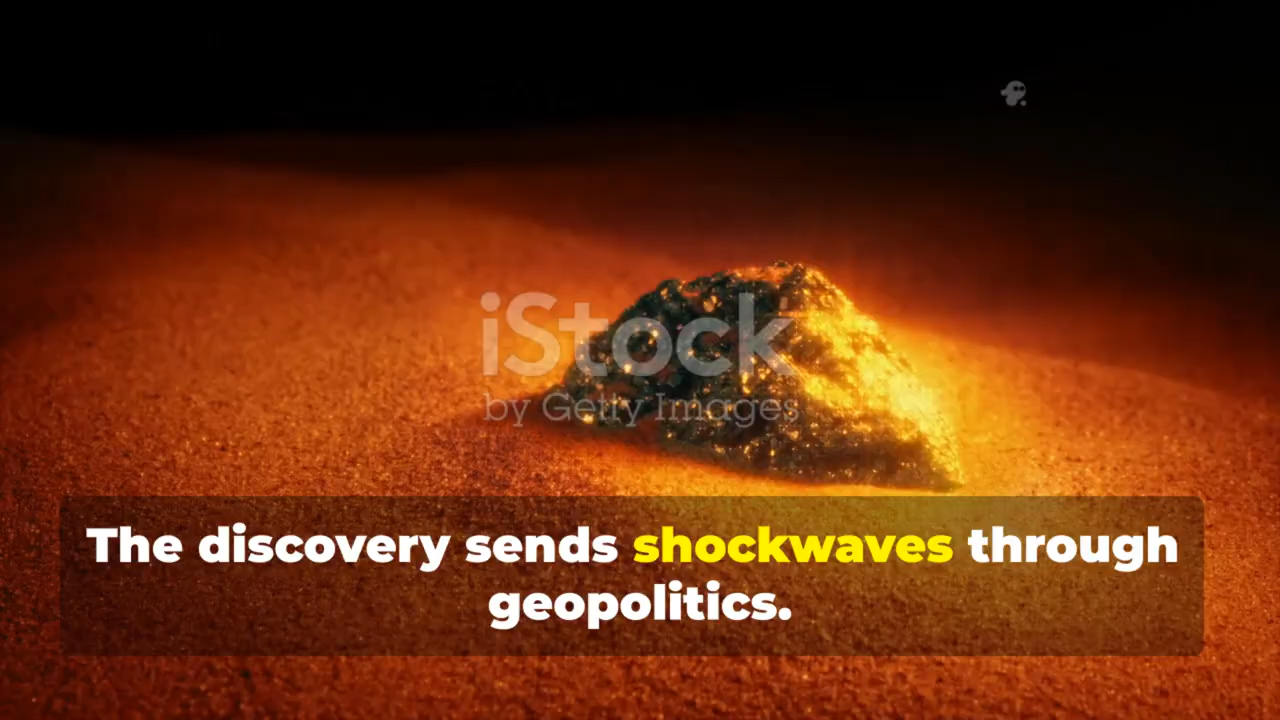 iStock
by Getty Images
The discovery sends shockwaves through
geopolitics.